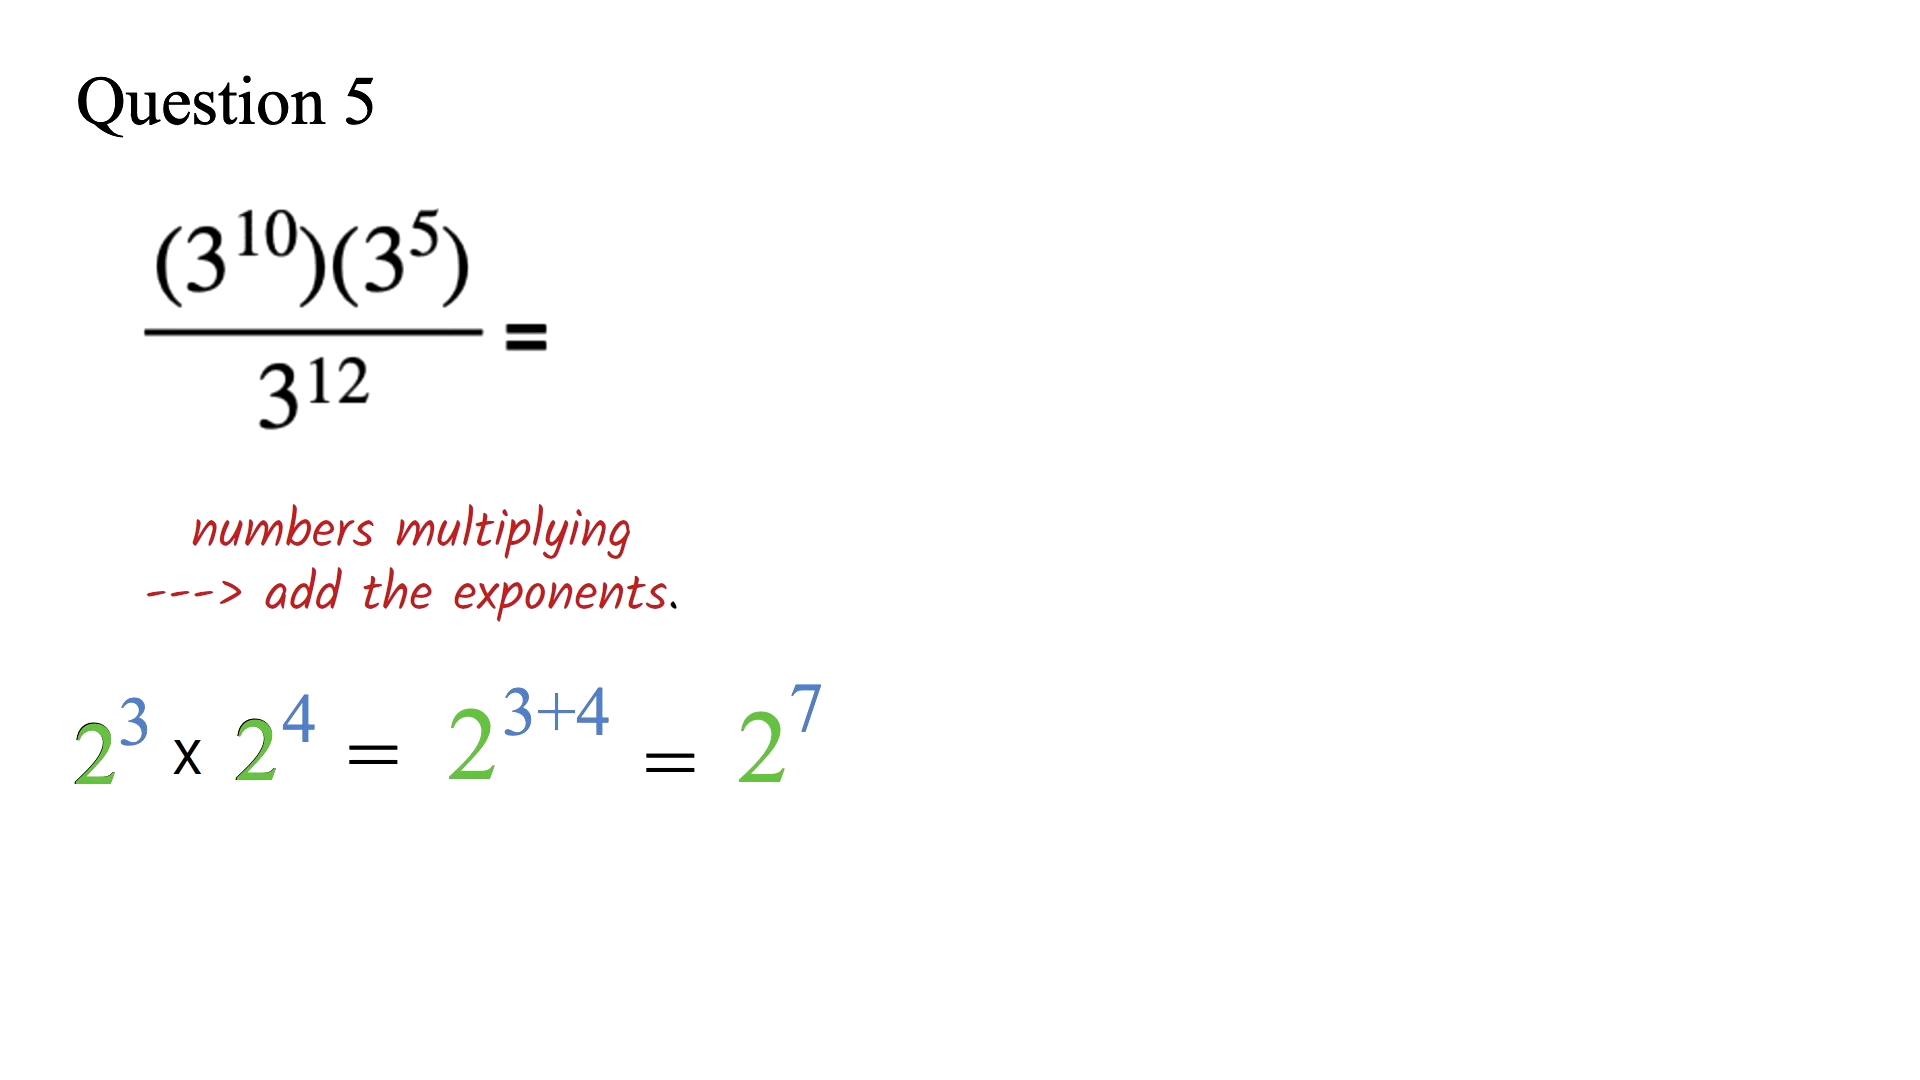 Question 5
(3^10)(3^5)
3^12 =
numbers multiplying
---> add the exponents.
2^3 x 2^4 = 2^3+4 = 2^7